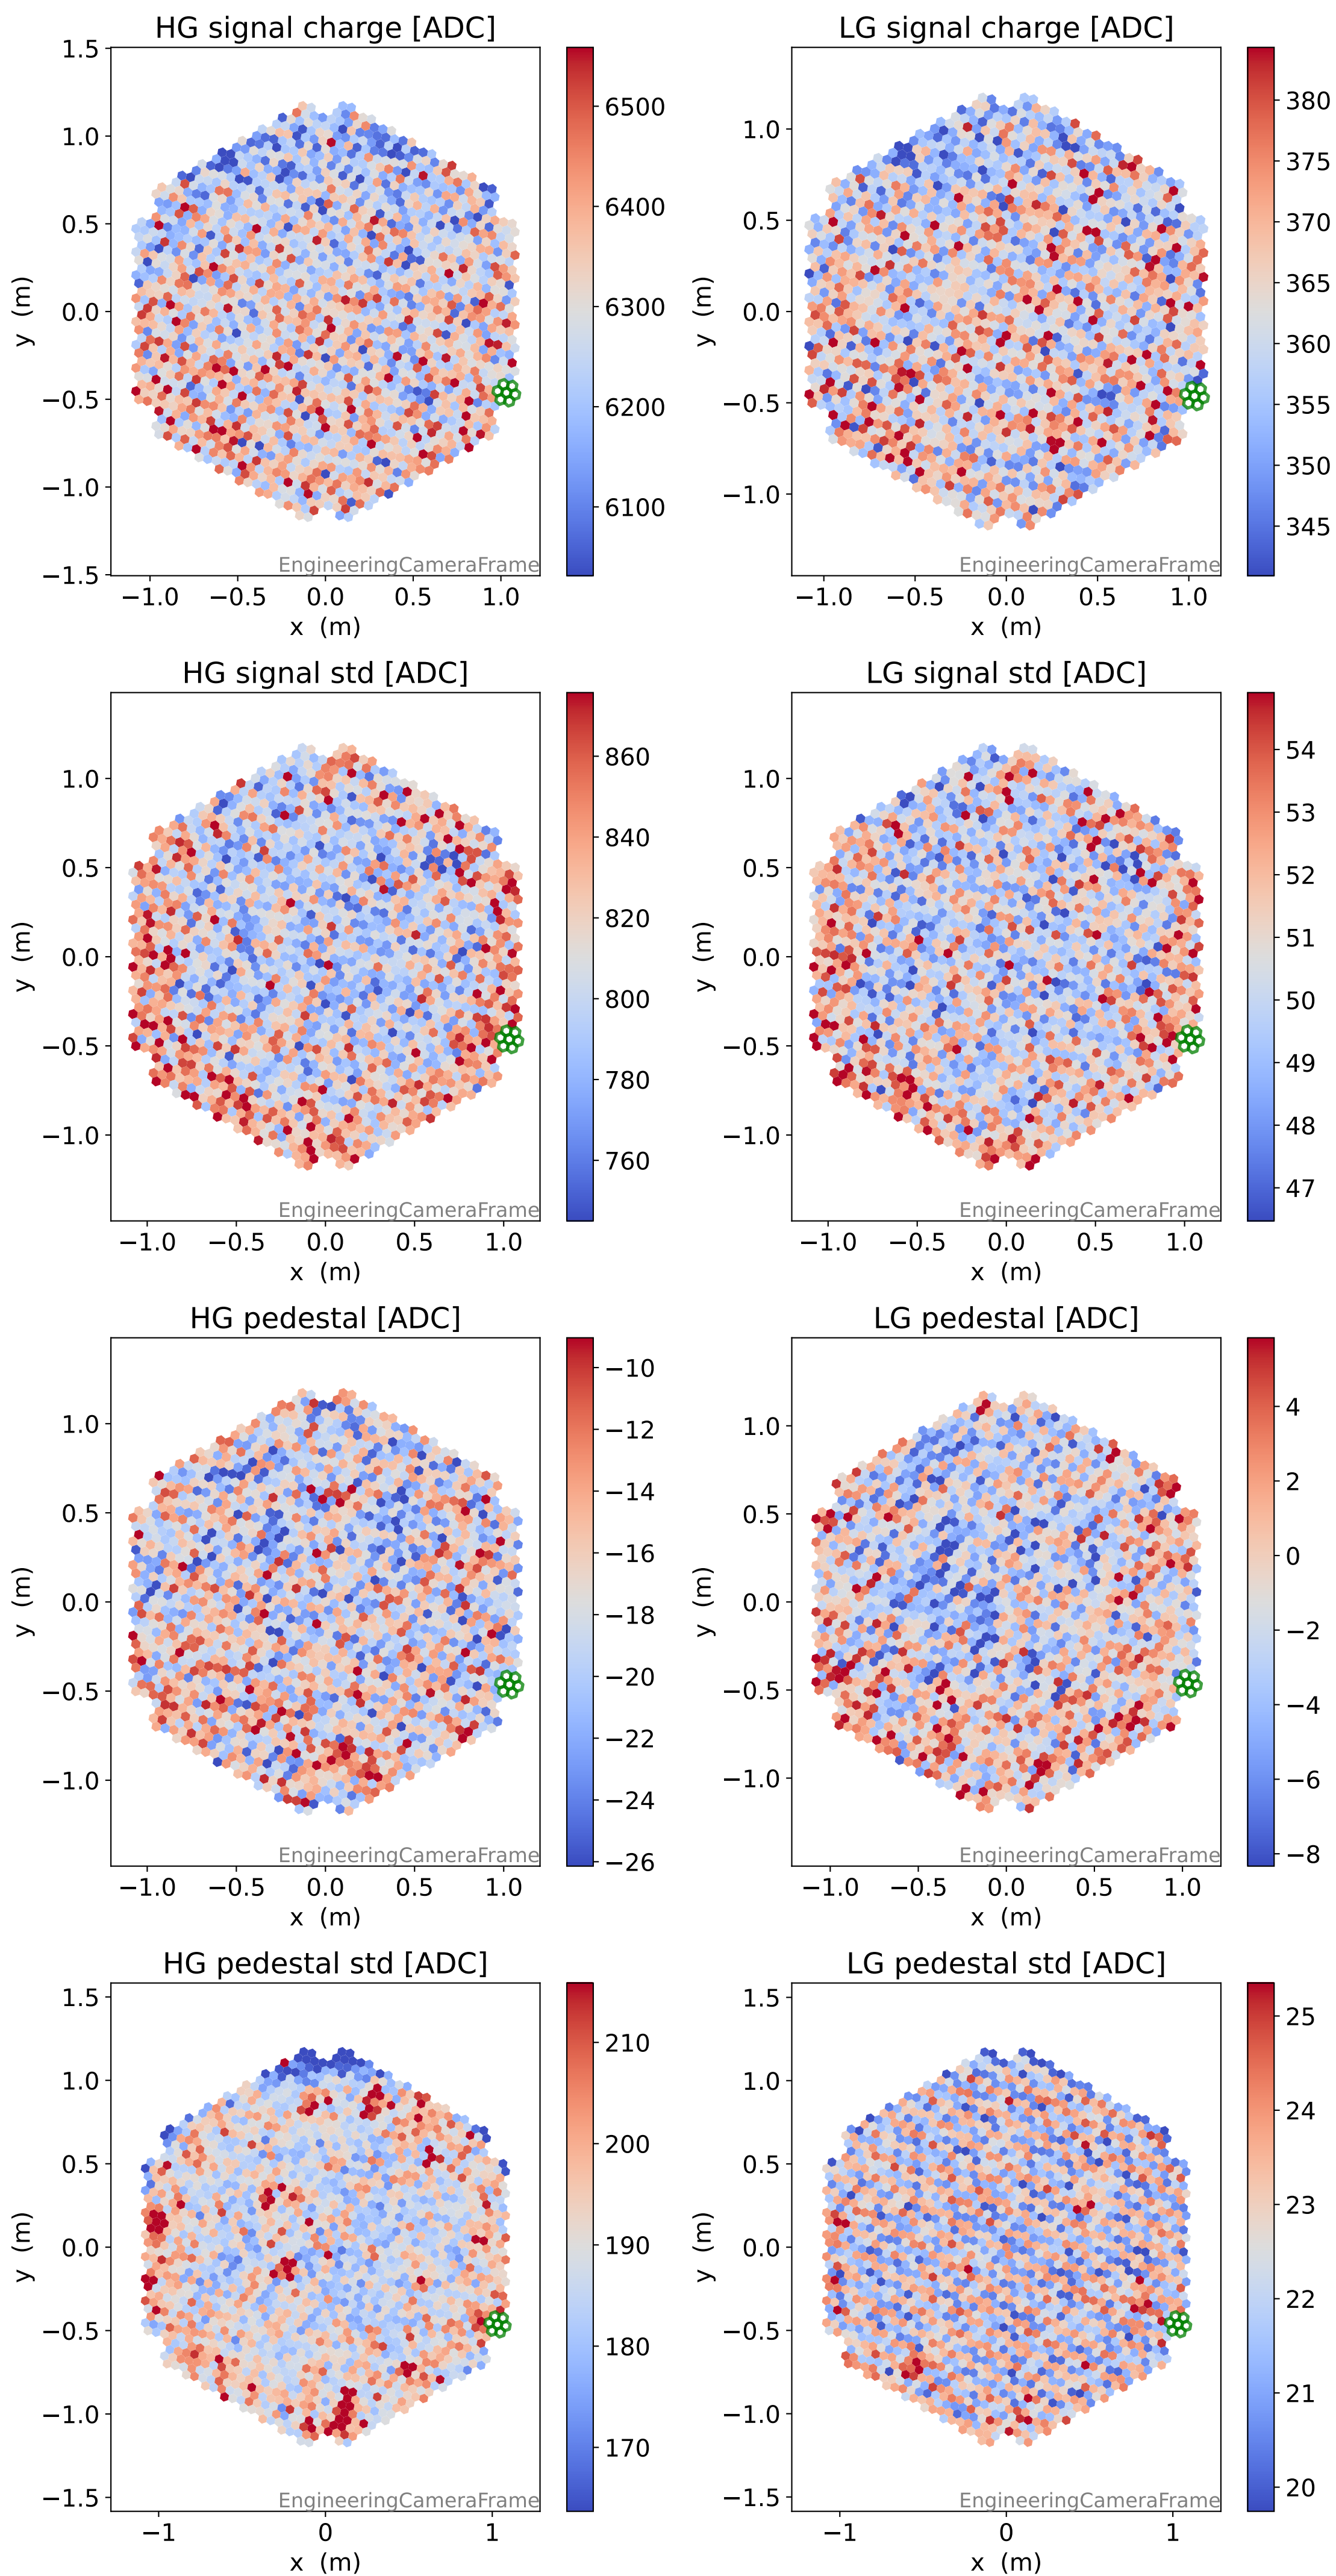 HG signal charge [ADC]
1.5
1.0
0.5
0.0
−0.5
−1.0
−1.5
y (m)
EngineeringCameraFrame
−1.0 −0.5 0.0 0.5 1.0
x (m)
6500
6400
6300
6200
6100
LG signal charge [ADC]
1.0
0.5
0.0
−0.5
−1.0
y (m)
EngineeringCameraFrame
−1.0 −0.5 0.0 0.5 1.0
x (m)
380
375
370
365
360
355
350
345
HG signal std [ADC]
1.0
0.5
0.0
−0.5
−1.0
y (m)
EngineeringCameraFrame
−1.0 −0.5 0.0 0.5 1.0
x (m)
860
840
820
800
780
760
LG signal std [ADC]
1.0
0.5
0.0
−0.5
−1.0
y (m)
EngineeringCameraFrame
−1.0 −0.5 0.0 0.5 1.0
x (m)
54
53
52
51
50
49
48
47
HG pedestal [ADC]
1.0
0.5
0.0
−0.5
−1.0
y (m)
EngineeringCameraFrame
−1.0 −0.5 0.0 0.5 1.0
x (m)
−10
−12
−14
−16
−18
−20
−22
−24
−26
LG pedestal [ADC]
1.0
0.5
0.0
−0.5
−1.0
y (m)
EngineeringCameraFrame
−1.0 −0.5 0.0 0.5 1.0
x (m)
4
2
0
−2
−4
−6
−8
HG pedestal std [ADC]
1.5
1.0
0.5
0.0
−0.5
−1.0
−1.5
y (m)
EngineeringCameraFrame
−1 0 1
x (m)
210
200
190
180
170
LG pedestal std [ADC]
1.5
1.0
0.5
0.0
−0.5
−1.0
−1.5
y (m)
EngineeringCameraFrame
−1 0 1
x (m)
25
24
23
22
21
20